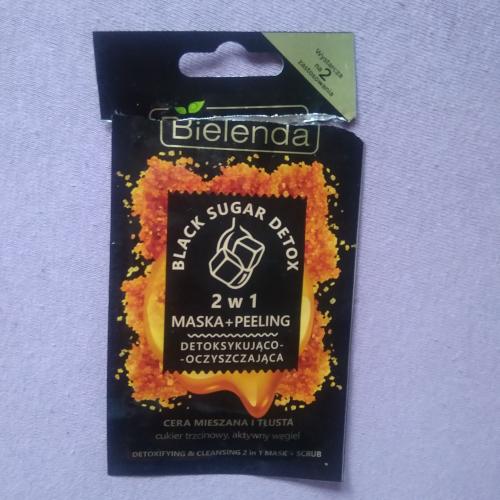 Wystarcza
na 2
zastosowania
Bielenda
BLACK SUGAR DETOX
2 w 1
MASKA+PEELING
DETOKSYKUJĄCO-
-OCZYSZCZAJĄCA
CERA MIESZANA I TŁUSTA
cukier trzcinowy, aktywny węgiel
DETOXIFYING & CLEANSING 2 in 1 MASK + SCRUB